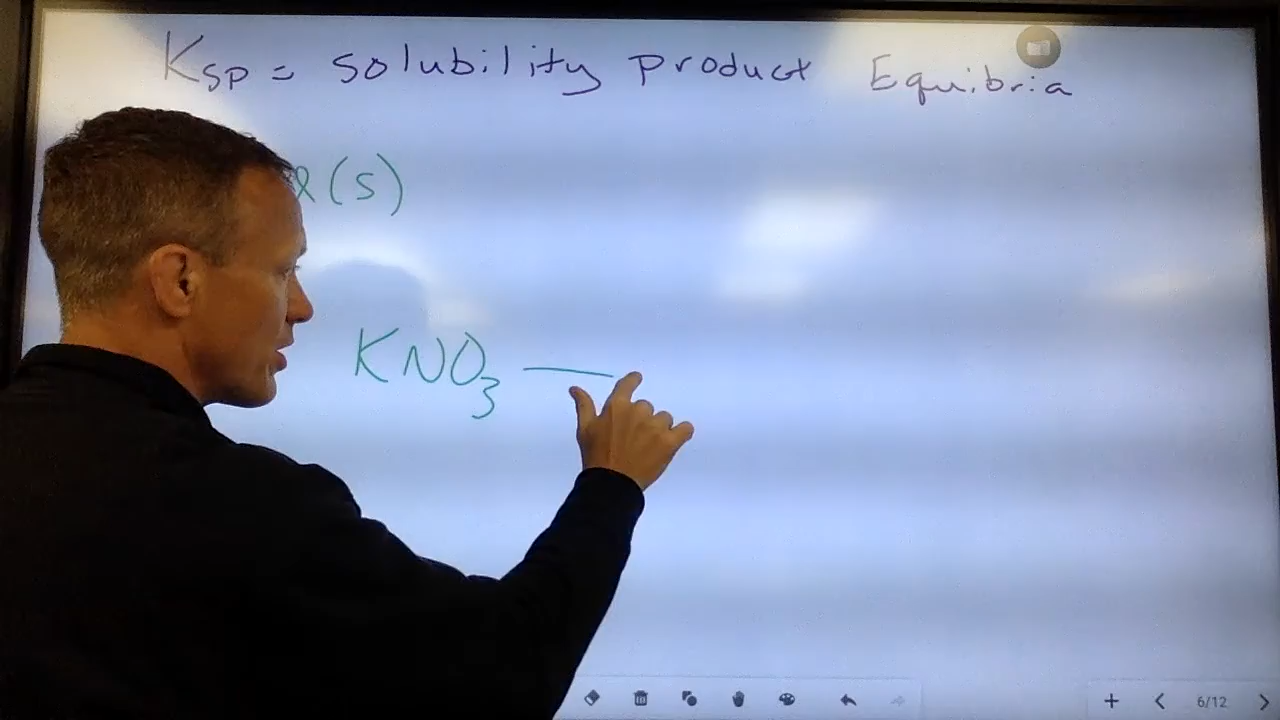 Ksp = solubility product Equibria
l(s)
KNO3 —
6/12